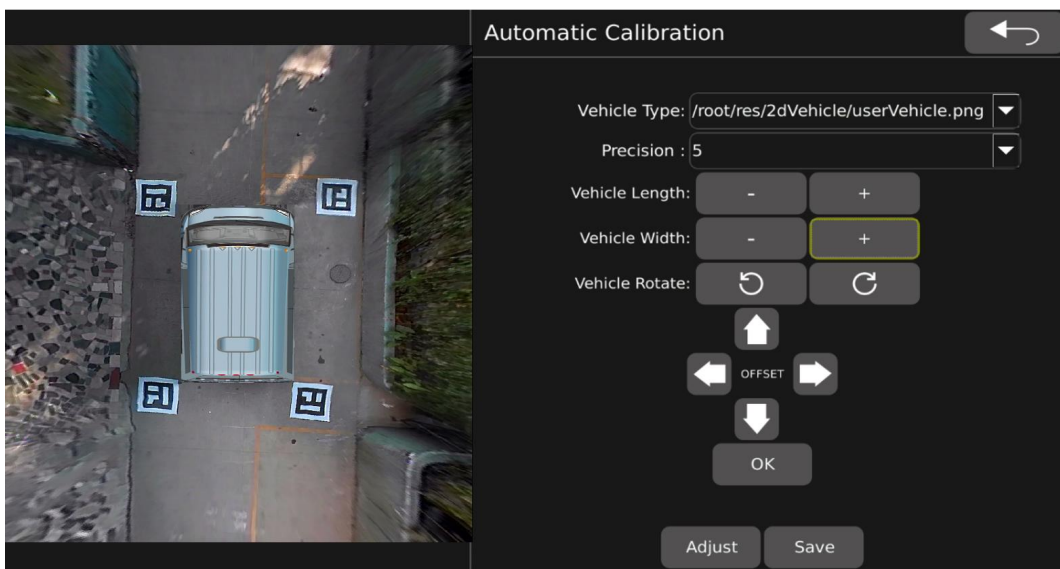 Automatic Calibration
Vehicle Type: /root/res/2dVehicle/userVehicle.png
Precision : 5
Vehicle Length: - +
Vehicle Width: - +
Vehicle Rotate:
OFFSET
OK
Adjust Save